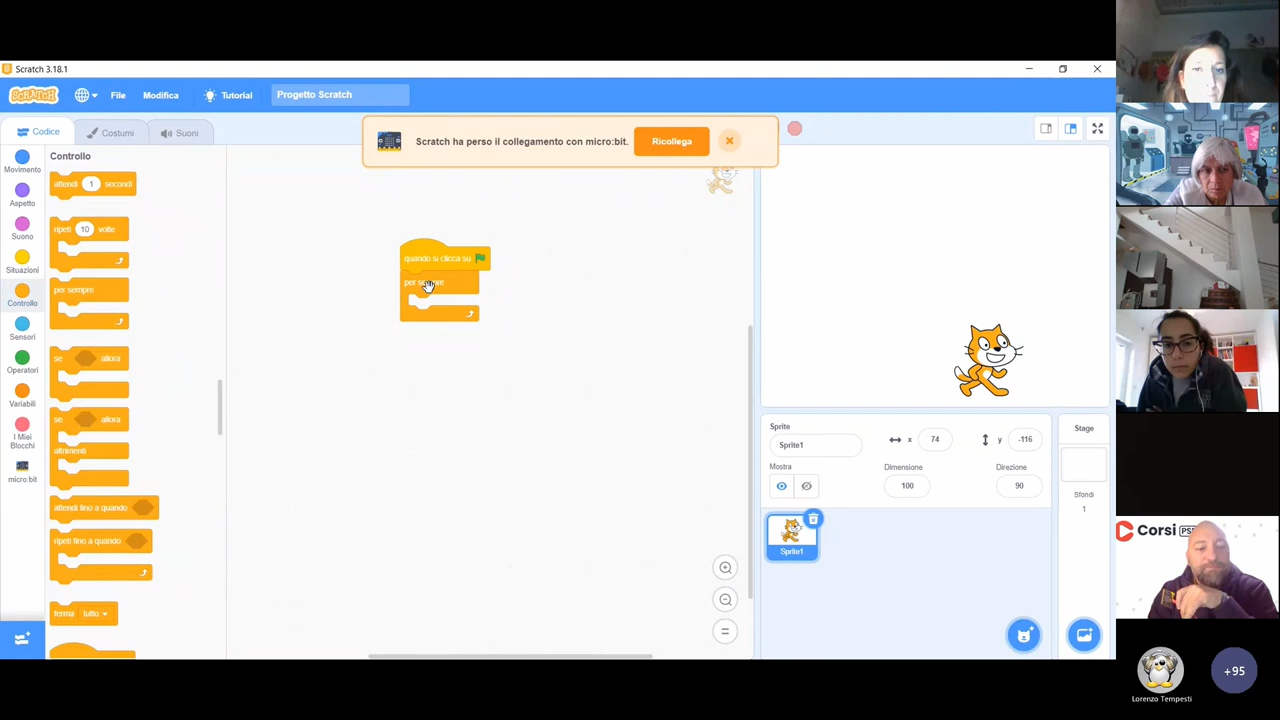 Scratch 3.18.1
SCRATCH
File
Modifica
Tutorial
Progetto Scratch
Codice
Costumi
Suoni
Scratch ha perso il collegamento con micro:bit.
Ricollega
Movimento
Aspetto
Suono
Situazioni
Controllo
Sensori
Operatori
Variabili
I Miei
Blocchi
micro:bit
Controllo
attendi 1 secondi
ripeti 10 volte
per sempre
se allora
se allora
altrimenti
attendi fino a quando
ripeti fino a quando
ferma tutto
quando si clicca su
per sempre
Sprite
Sprite1
x 74
y -116
Mostra
Dimensione
100
Direzione
90
Sprite1
Stage
Sfondi
1
Corsi
Lorenzo Tempesti
+95